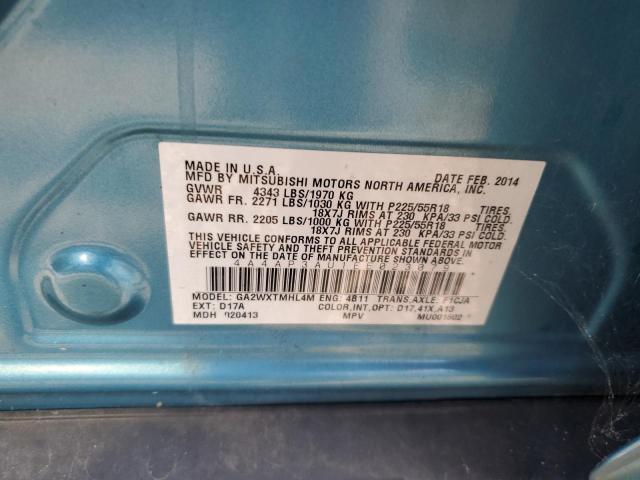 MADE IN U.S.A. DATE FEB. 2014
MFD BY MITSUBISHI MOTORS NORTH AMERICA, INC.
GVWR 4343 LBS/1970 KG
GAWR FR. 2271 LBS/1030 KG WITH P225/55R18 TIRES,
18X7J RIMS AT 230 KPA/33 PSI COLD.
GAWR RR. 2205 LBS/1000 KG WITH P225/55R18 TIRES,
18X7J RIMS AT 230 KPA/33 PSI COLD.
THIS VEHICLE CONFORMS TO ALL APPLICABLE FEDERAL MOTOR
VEHICLE SAFETY AND THEFT PREVENTION STANDARDS IN
EFFECT ON THE DATE OF MANUFACTURE SHOWN ABOVE.
4A4AP3AU1EE023079
MODEL: GA2WXTMHL4M ENG: 4B11 TRANS,AXLE: F1CJA
EXT: D17A COLOR,INT,OPT: D17,41X,A13
MDH 020413 MPV MU001602